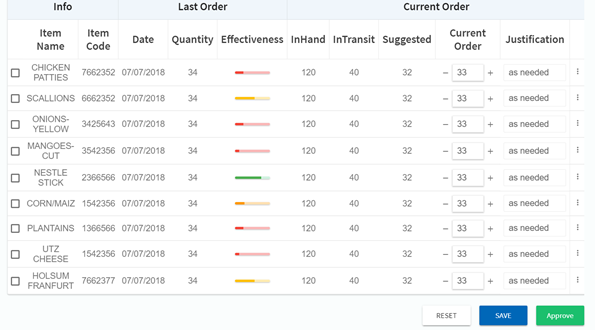 Info Last Order Current Order
Item Name Item Code Date Quantity Effectiveness InHand InTransit Suggested Current Order Justification
CHICKEN PATTIES 7662352 07/07/2018 34 120 40 32 − 33 + as needed
SCALLIONS 6662352 07/07/2018 34 120 40 32 − 33 + as needed
ONIONS-YELLOW 3425643 07/07/2018 34 120 40 32 − 33 + as needed
MANGOES-CUT 3542356 07/07/2018 34 120 40 32 − 33 + as needed
NESTLE STICK 2366566 07/07/2018 34 120 40 32 − 33 + as needed
CORN/MAIZ 1542356 07/07/2018 34 120 40 32 − 33 + as needed
PLANTAINS 1366566 07/07/2018 34 120 40 32 − 33 + as needed
UTZ CHEESE 1542356 07/07/2018 34 120 40 32 − 33 + as needed
HOLSUM FRANFURT 7662377 07/07/2018 34 120 40 32 − 33 + as needed
RESET SAVE Approve